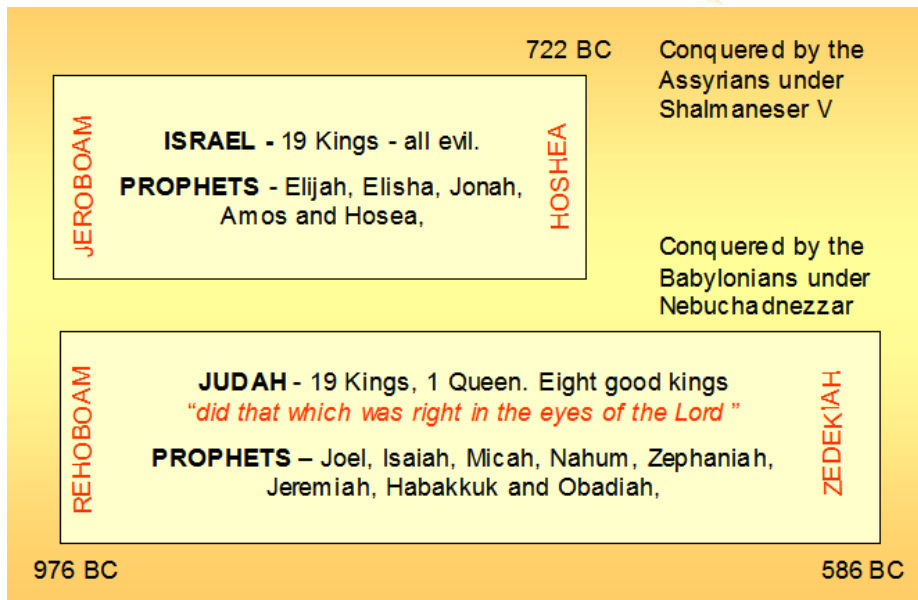 722 BC
Conquered by the
Assyrians under
Shalmaneser V
JEROBOAM
ISRAEL - 19 Kings - all evil.
PROPHETS - Elijah, Elisha, Jonah,
Amos and Hosea,
HOSHEA
Conquered by the
Babylonians under
Nebuchadnezzar
REHOBOAM
JUDAH - 19 Kings, 1 Queen. Eight good kings
“did that which was right in the eyes of the Lord ”
PROPHETS – Joel, Isaiah, Micah, Nahum, Zephaniah,
Jeremiah, Habakkuk and Obadiah,
ZEDEKIAH
976 BC
586 BC